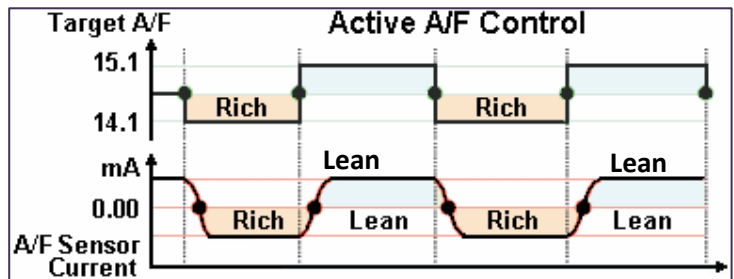 Target A/F Active A/F Control
15.1
Rich Rich
14.1
mA Lean Lean
0.00
Rich Lean Rich Lean
A/F Sensor
Current